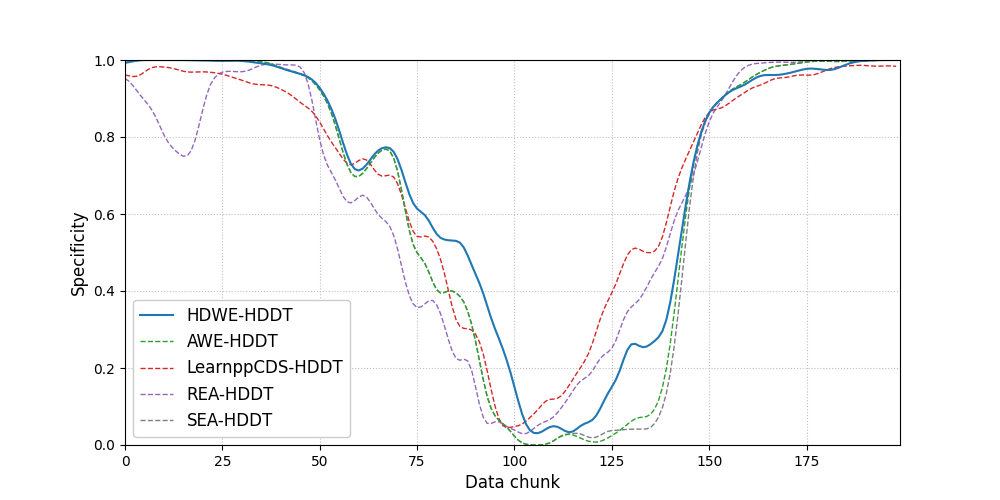 1.0
0.8
0.6
0.4
0.2
0.0
Specificity
HDWE-HDDT
AWE-HDDT
LearnppCDS-HDDT
REA-HDDT
SEA-HDDT
0 25 50 75 100 125 150 175
Data chunk